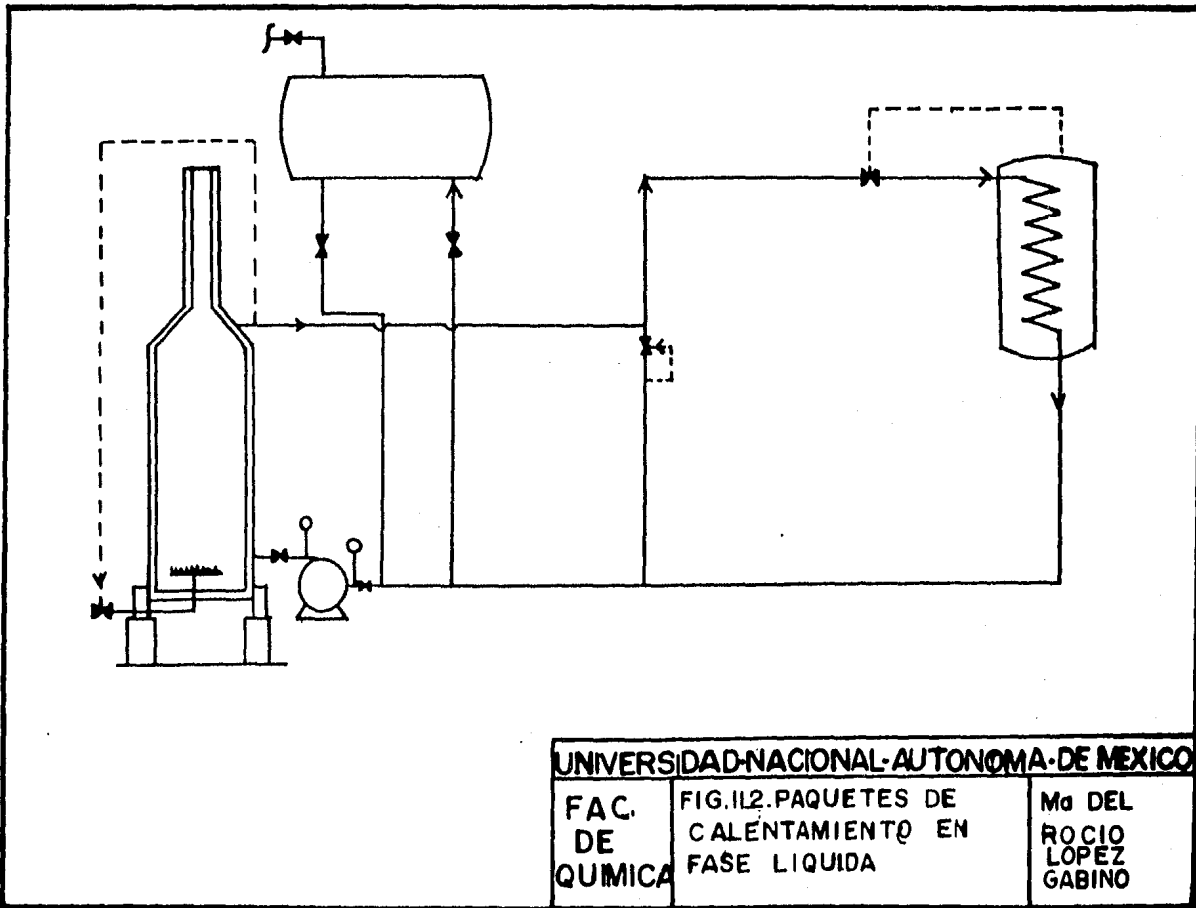 UNIVERSIDAD-NACIONAL-AUTONOMA-DE MEXICO
FAC.
DE
QUIMICA
FIG.II.2.PAQUETES DE
CALENTAMIENTO EN
FASE LIQUIDA
Ma DEL
ROCIO
LOPEZ
GABINO